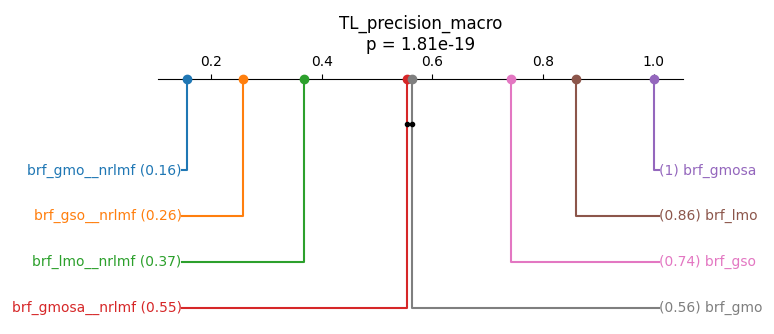 TL_precision_macro
p = 1.81e-19
0.2 0.4 0.6 0.8 1.0
brf_gmo__nrlmf (0.16) (1) brf_gmosa
brf_gso__nrlmf (0.26) (0.86) brf_lmo
brf_lmo__nrlmf (0.37) (0.74) brf_gso
brf_gmosa__nrlmf (0.55) (0.56) brf_gmo